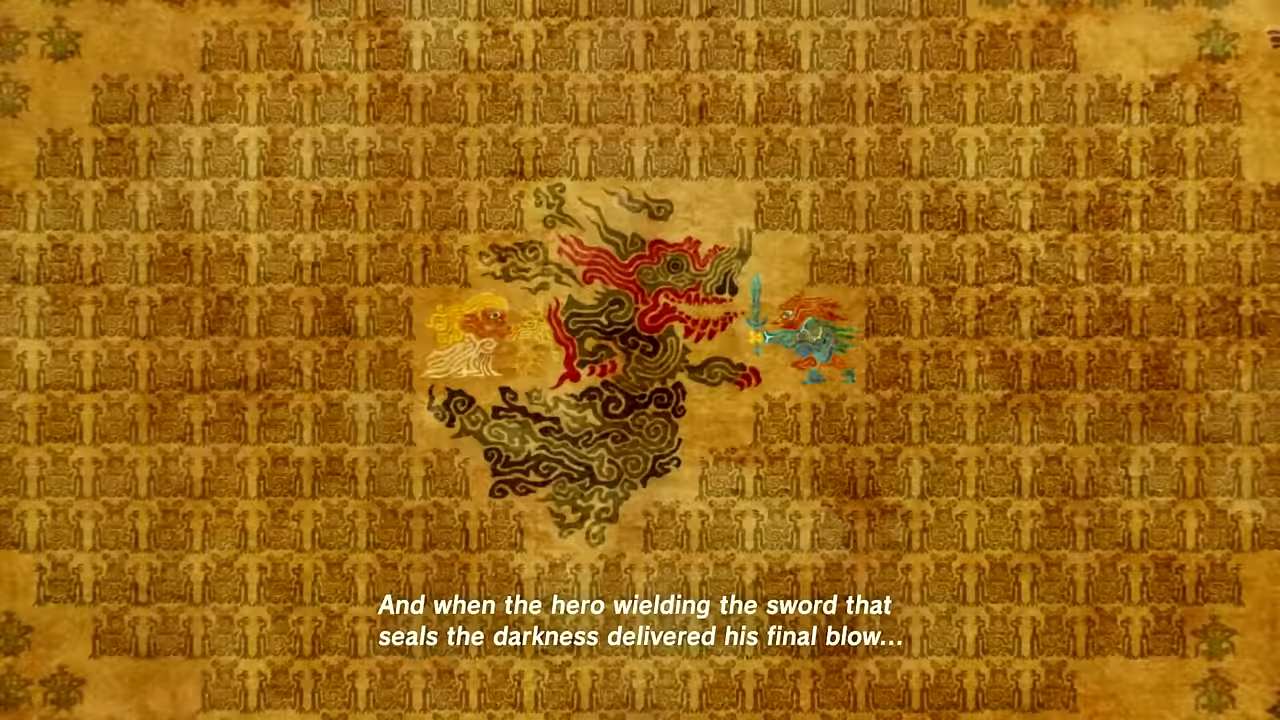 And when the hero wielding the sword that
seals the darkness delivered his final blow...